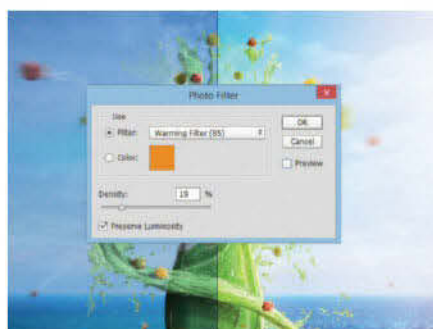 Photo Filter
Use
Filter: Warming Filter (85)
Color:
OK
Cancel
Preview
Density: 19 %
Preserve Luminosity